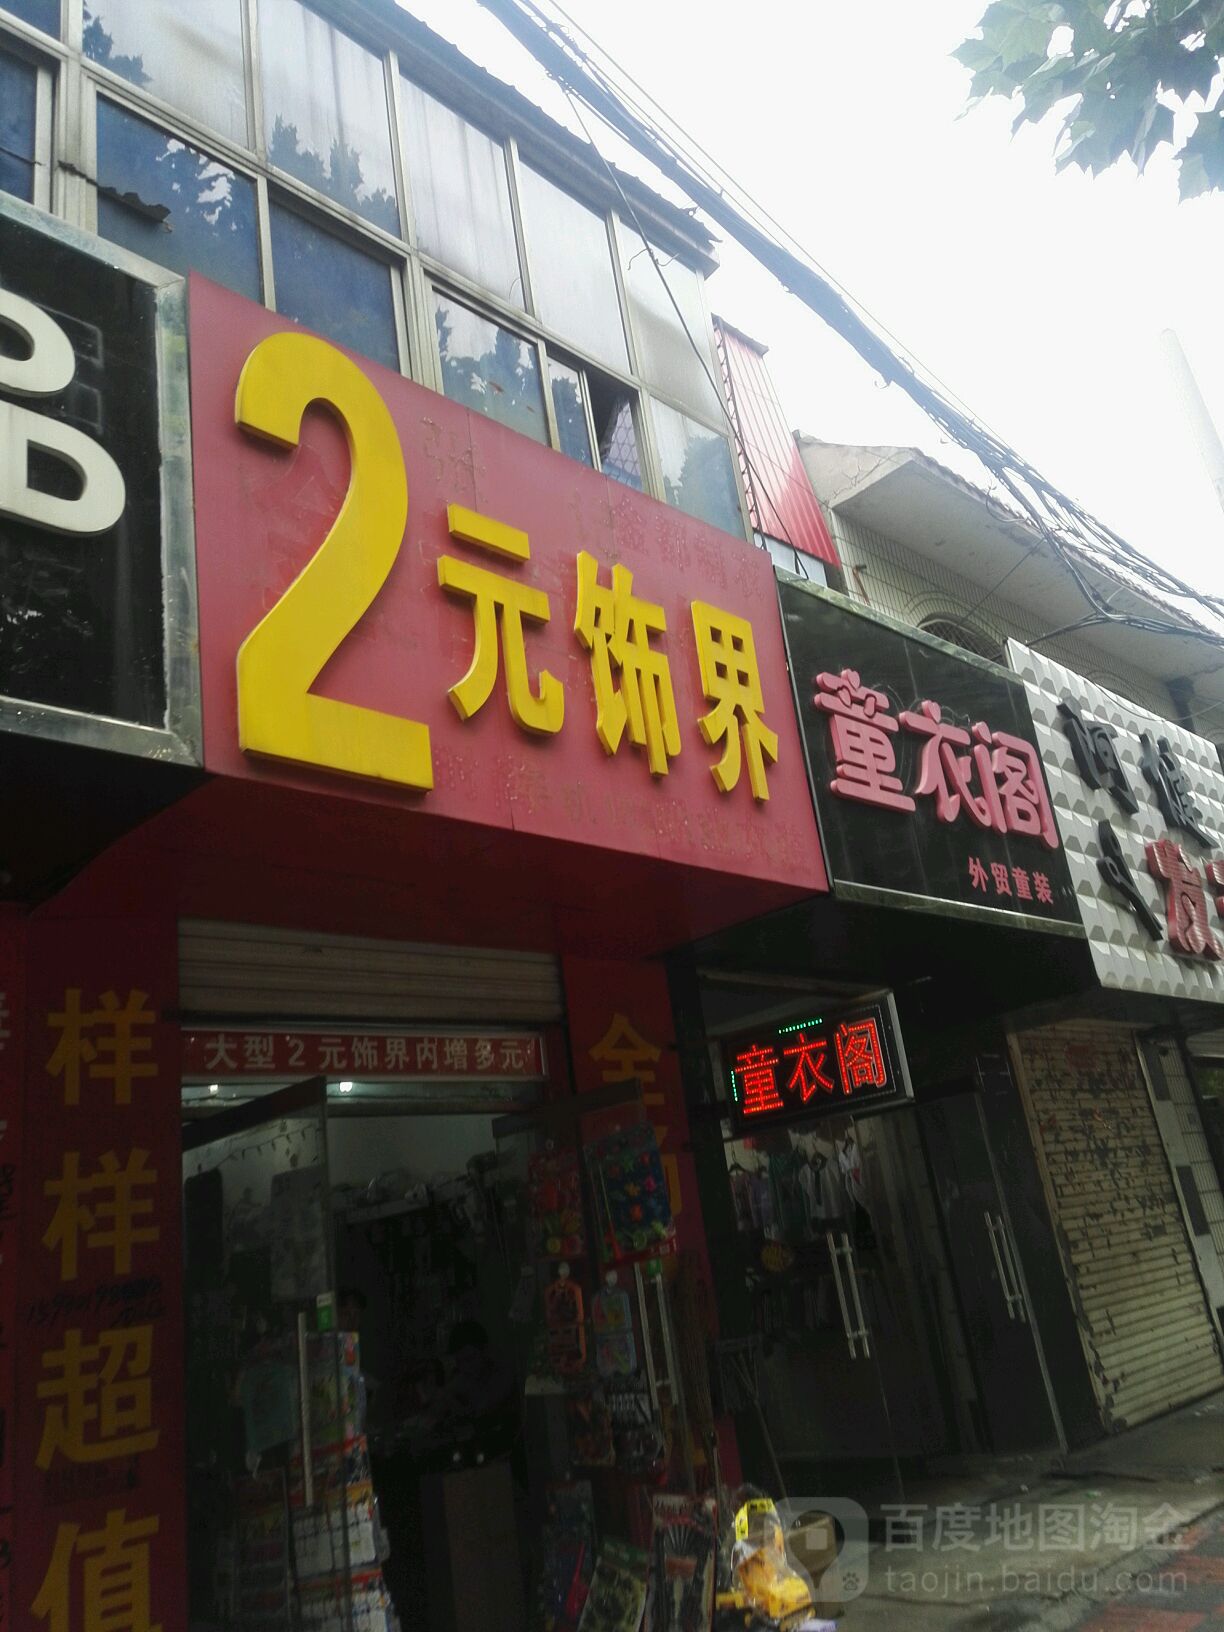 2元饰界
童衣阁
外贸童装
大型2元饰界内增多元
童衣阁
样样超值
全
百度地图淘金
taojin.baidu.com